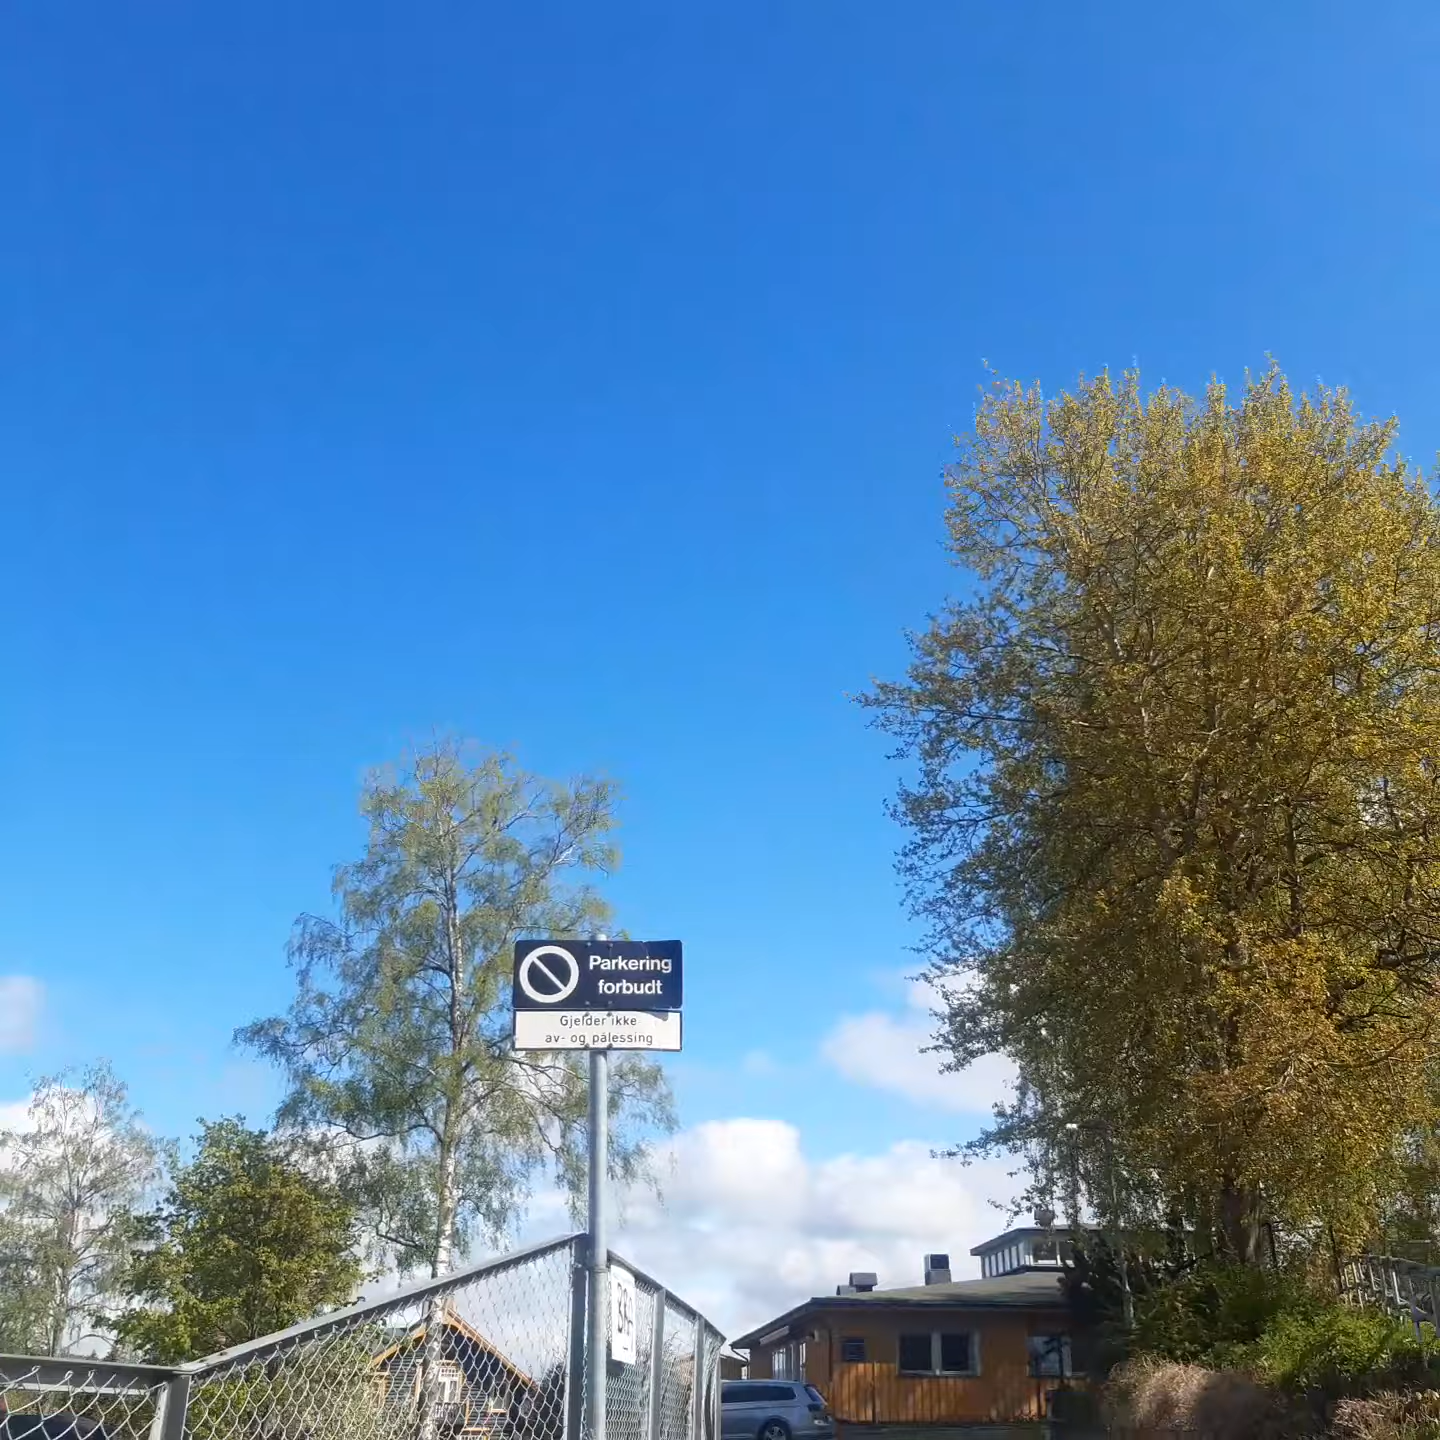 Parkering
forbudt
Gjelder ikke
av- og pålessing